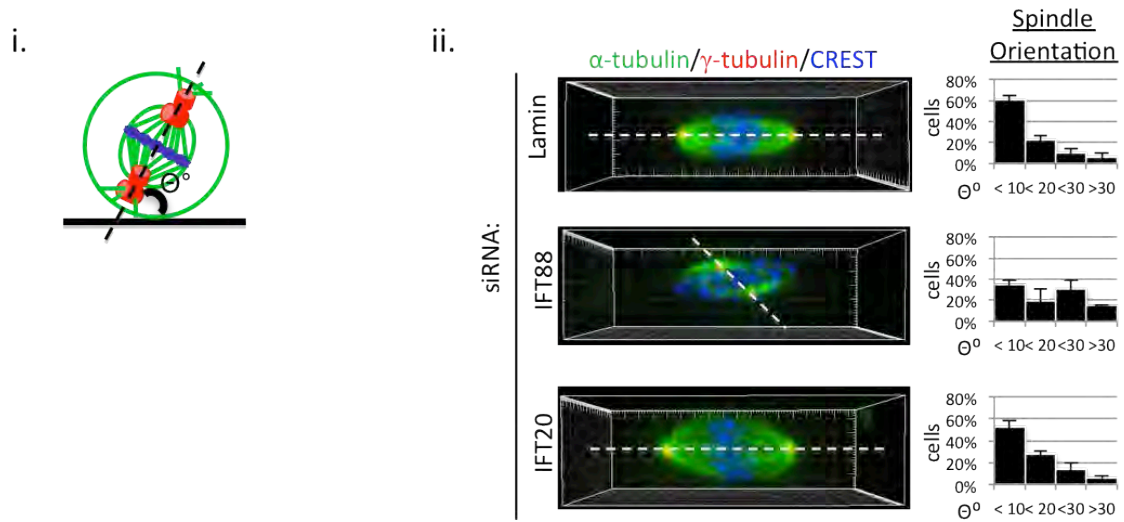 i.
Θ°
ii.
α-tubulin/γ-tubulin/CREST
Spindle
Orientation
siRNA:
Lamin
cells
80%
60%
40%
20%
0%
Θ⁰ < 10 < 20 <30 >30
IFT88
cells
80%
60%
40%
20%
0%
Θ⁰ < 10 < 20 <30 >30
IFT20
cells
80%
60%
40%
20%
0%
Θ⁰ < 10 < 20 <30 >30